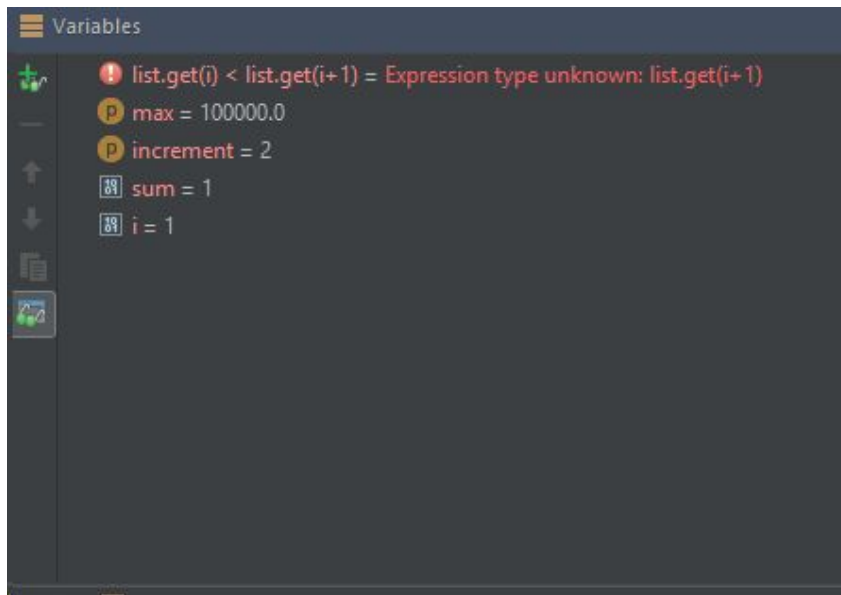 Variables
list.get(i) < list.get(i+1) = Expression type unknown: list.get(i+1)
max = 100000.0
increment = 2
sum = 1
i = 1